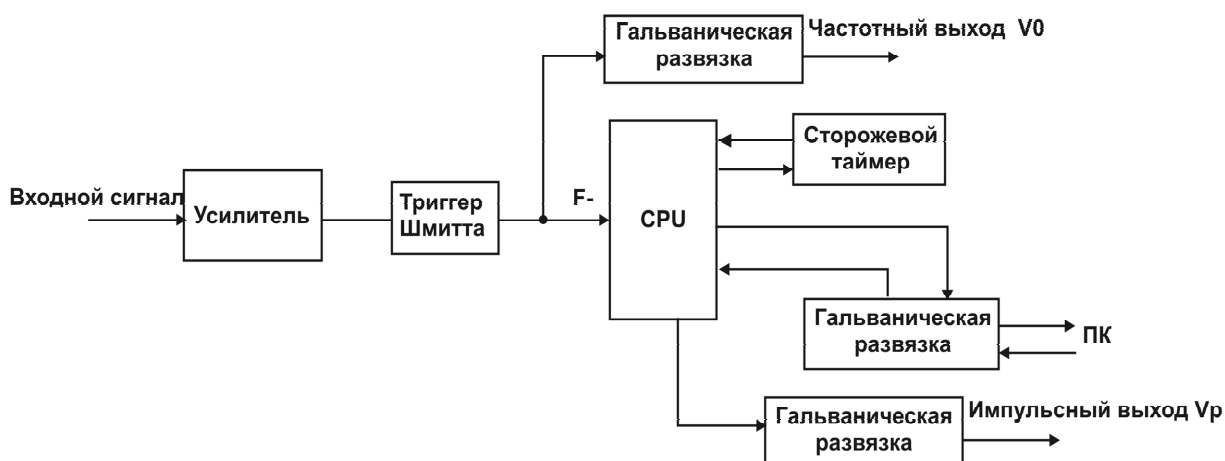 Гальваническая
развязка
Частотный выход V0
Сторожевой
таймер
Входной сигнал
Усилитель
Триггер
Шмитта
F-
CPU
Гальваническая
развязка
ПК
Гальваническая
развязка
Импульсный выход Vp